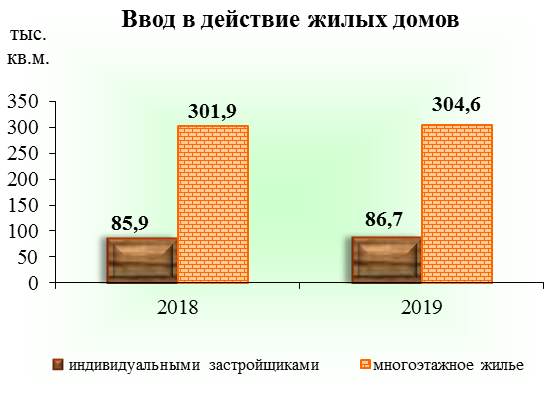 Ввод в действие жилых домов
тыс.
кв.м.
350
300
250
200
150
100
50
0
85,9
301,9
86,7
304,6
2018
2019
индивидуальными застройщиками
многоэтажное жилье